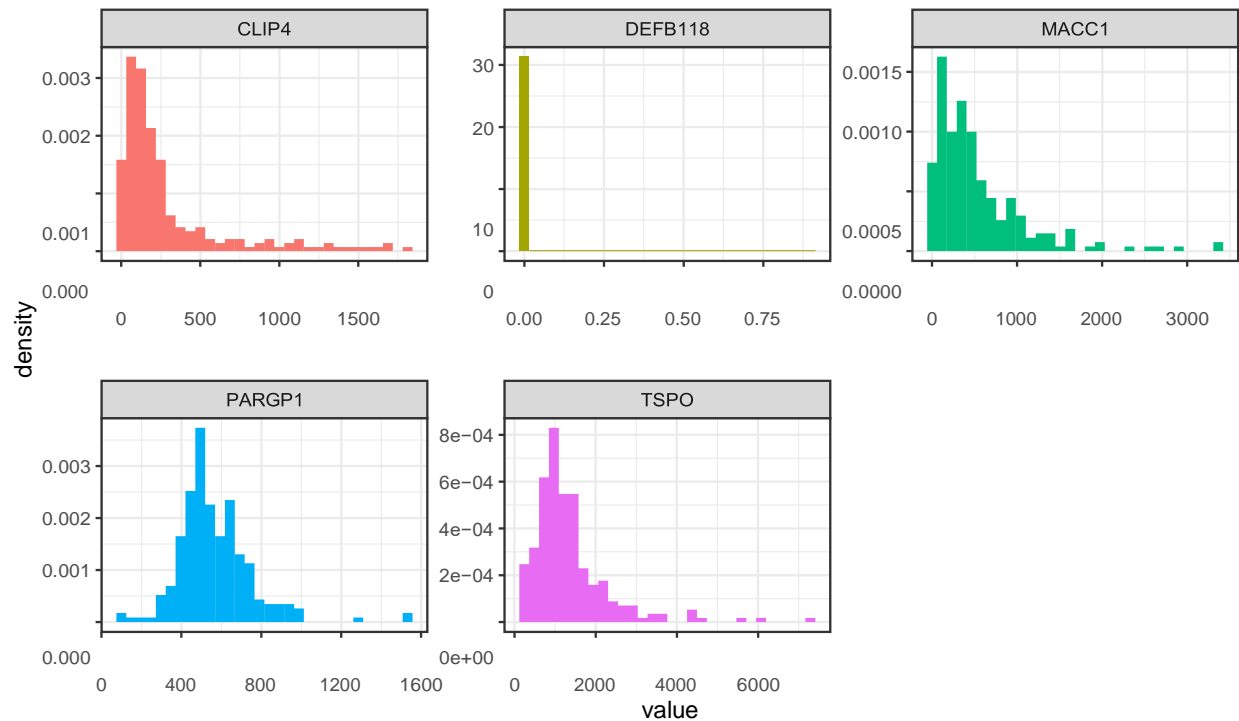 CLIP4 DEFB118 MACC1
0.003 30 0.0015
0.002 20 0.0010
0.001 10 0.0005
0.000 0 0.0000
0 500 1000 1500 0.00 0.25 0.50 0.75 0 1000 2000 3000
density
PARGP1 TSPO
8e−04
0.003 6e−04
0.002 4e−04
0.001 2e−04
0.000 0e+00
0 400 800 1200 1600 0 2000 4000 6000
value